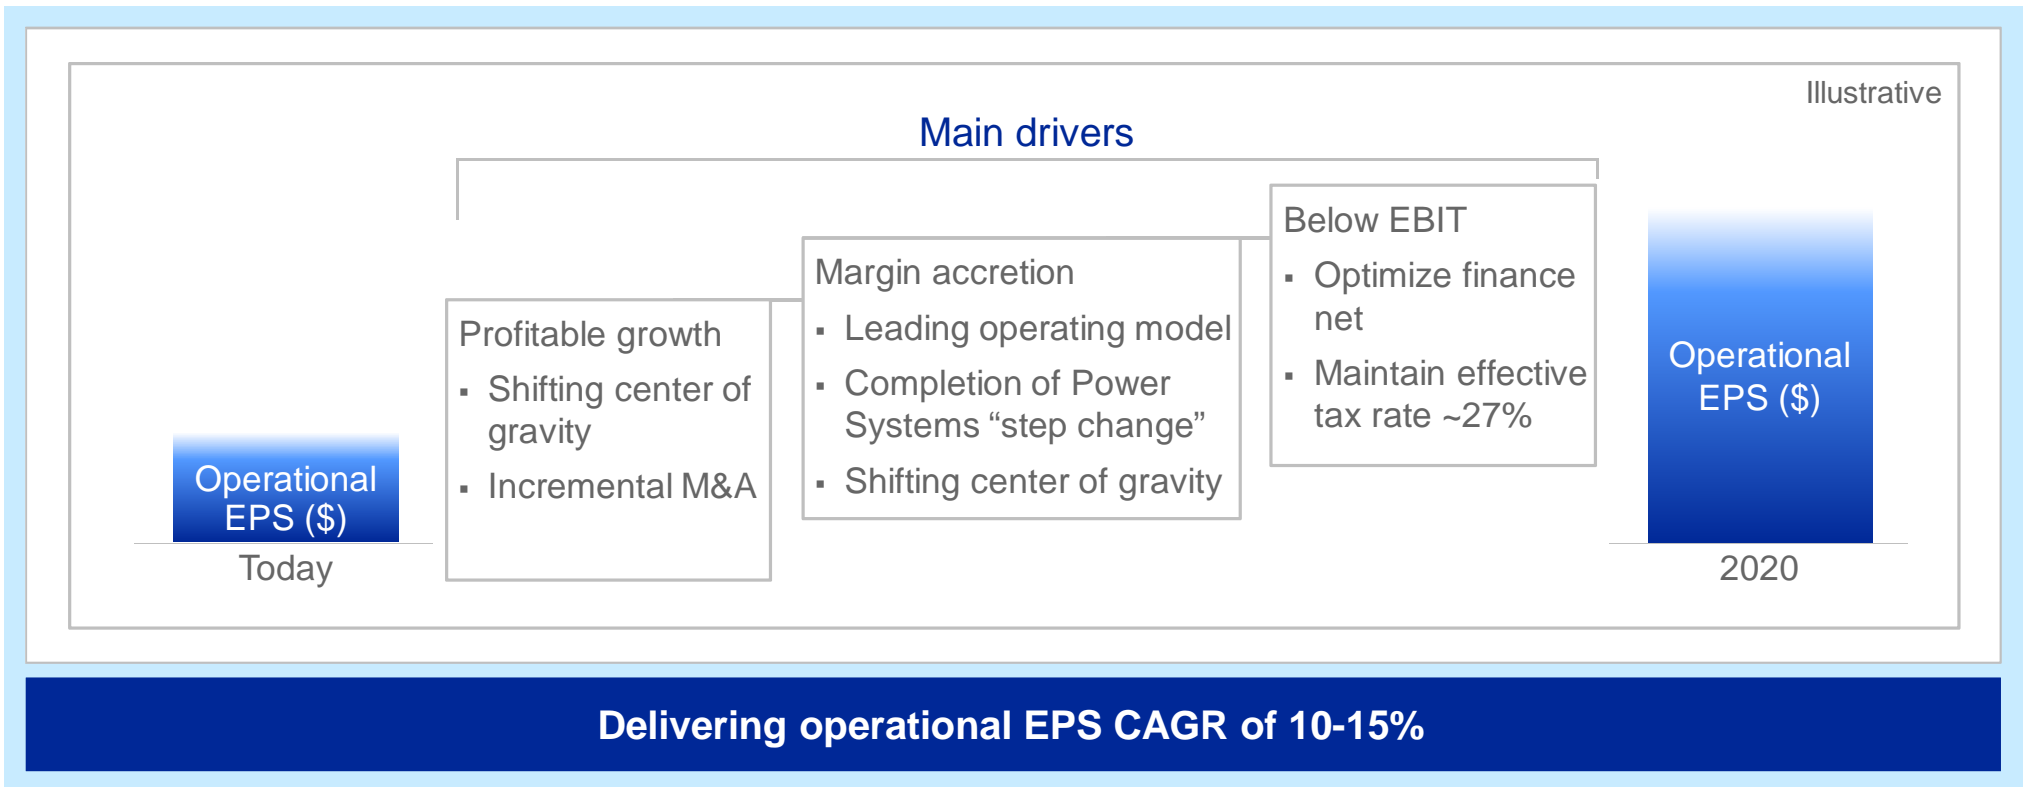 Illustrative
Main drivers
Operational
EPS ($)
Today
Profitable growth
▪ Shifting center of
gravity
▪ Incremental M&A
Margin accretion
▪ Leading operating model
▪ Completion of Power
Systems “step change”
▪ Shifting center of gravity
Below EBIT
▪ Optimize finance
net
▪ Maintain effective
tax rate ~27%
Operational
EPS ($)
2020
Delivering operational EPS CAGR of 10-15%